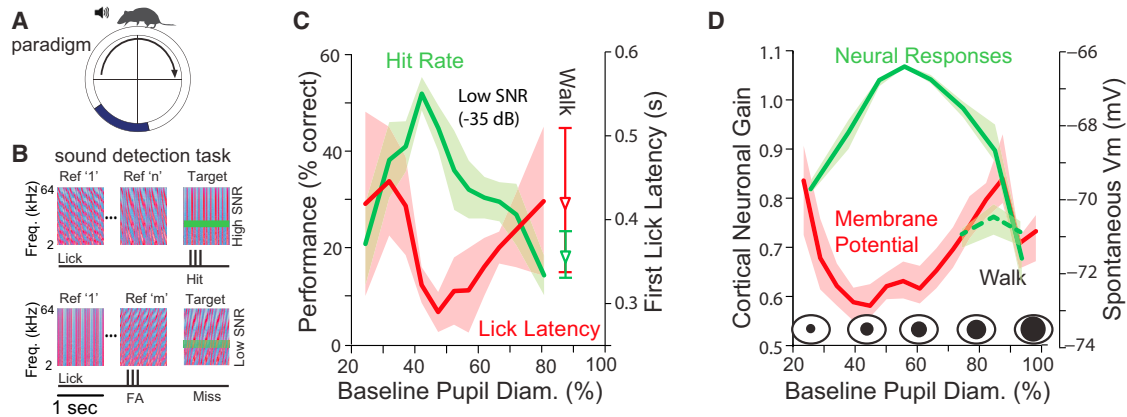 A
paradigm
B
sound detection task
Ref '1' Ref 'n' Target
Freq. (kHz)
64
2
...
High SNR
Lick
Hit
Ref '1' Ref 'm' Target
Freq. (kHz)
64
2
...
Low SNR
Lick
1 sec
FA
Miss
C
Hit Rate
Low SNR
(-35 dB)
Walk
Lick Latency
Performance (% correct)
60
40
20
0
First Lick Latency (s)
0.6
0.5
0.4
0.3
20 40 60 80 100
Baseline Pupil Diam. (%)
D
Neural Responses
Membrane
Potential
Walk
Cortical Neuronal Gain
1.1
1.0
0.9
0.8
0.7
0.6
0.5
Spontaneous Vm (mV)
−66
−68
−70
−72
−74
20 40 60 80 100
Baseline Pupil Diam. (%)